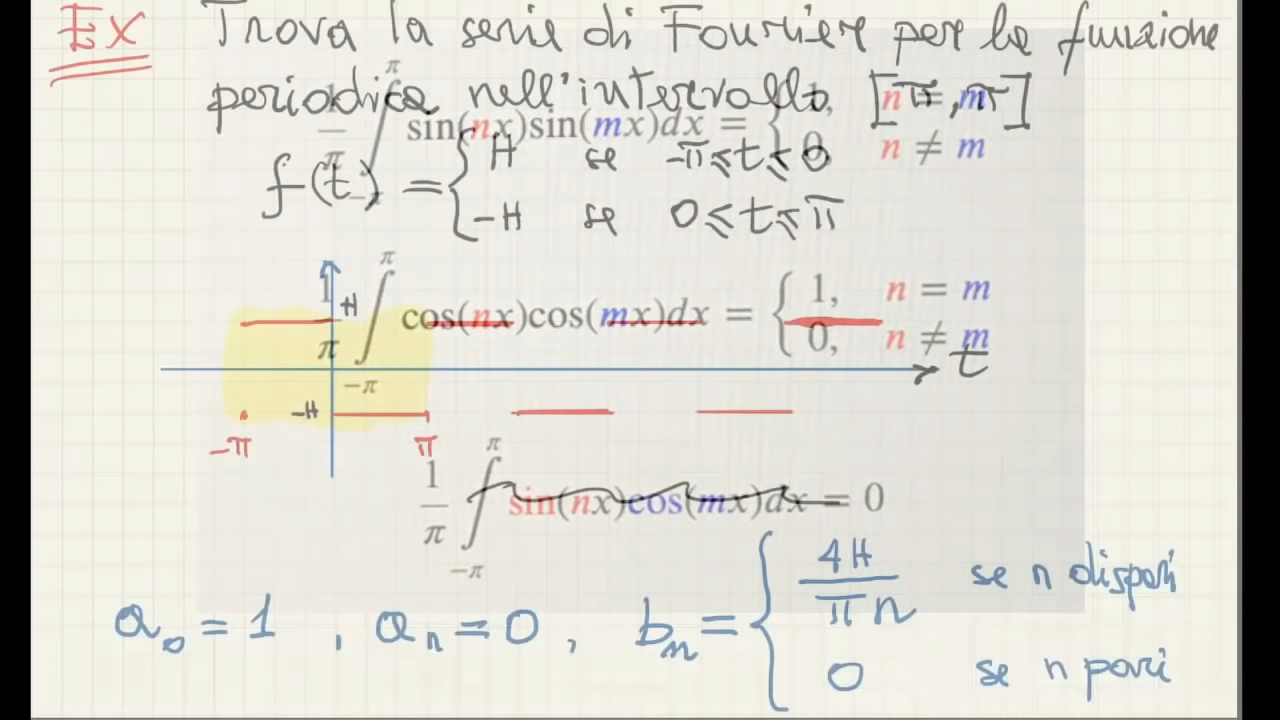 Ex Trova la serie di Fourier per la funzione
periodica nell'intervallo [-π, π]
1/π ∫_{-π}^{π} sin(nx)sin(mx)dx = { 1, n = m
0, n ≠ m
f(t) = { H se -π ≤ t ≤ 0
-H se 0 ≤ t ≤ π
1/π ∫_{-π}^{π} cos(nx)cos(mx)dx = { 1, n = m
0, n ≠ m
H
t
-H
-π π
1/π ∫_{-π}^{π} sin(nx)cos(mx)dx = 0
a₀ = 1 , aₙ = 0 , bₙ = { 4H/πn se n dispari
0 se n pari